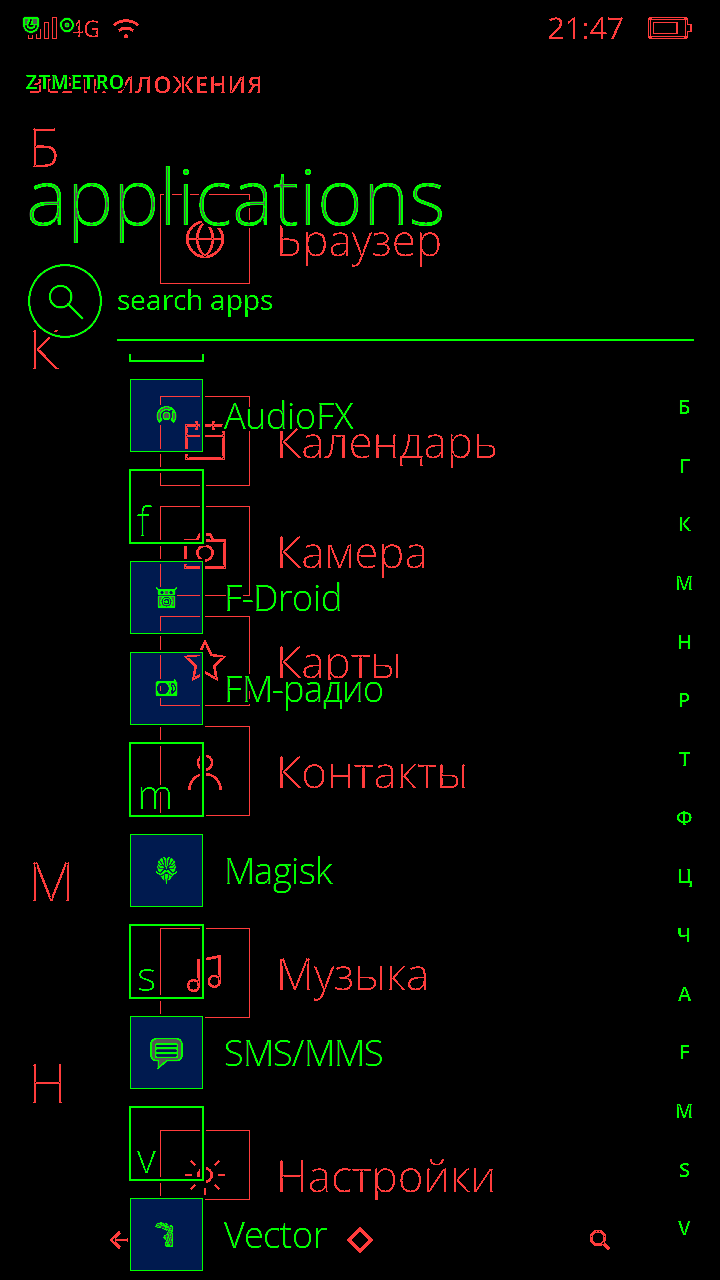 4G 21:47
ZTMETRO
ПРИЛОЖЕНИЯ
Б
applications
Браузер
search apps
К
AudioFX
Б
Календарь
Г
f
К
Камера
М
F-Droid
Н
Карты
FM-радио
Р
Т
Контакты
m
Ф
Magisk
М
Ц
Ч
Музыка
s
А
SMS/MMS
F
Н
M
v
Настройки
S
Vector
V